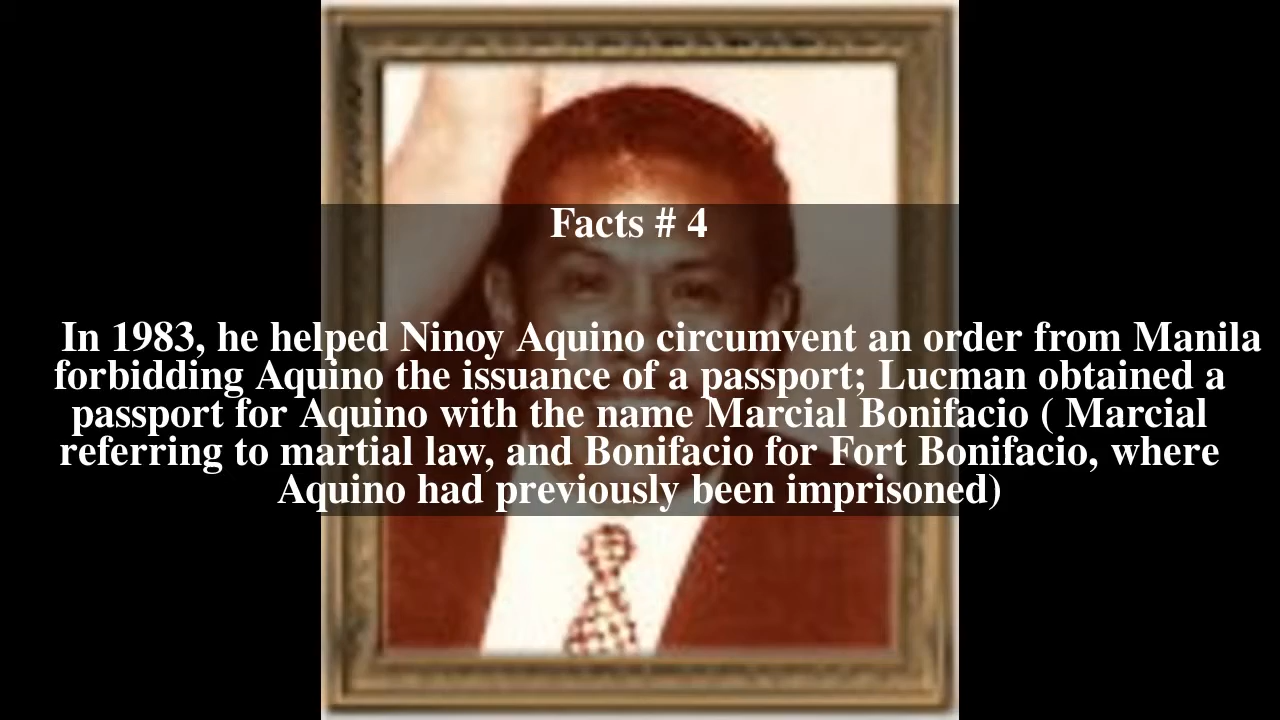 Facts # 4
In 1983, he helped Ninoy Aquino circumvent an order from Manila
forbidding Aquino the issuance of a passport; Lucman obtained a
passport for Aquino with the name Marcial Bonifacio ( Marcial
referring to martial law, and Bonifacio for Fort Bonifacio, where
Aquino had previously been imprisoned)